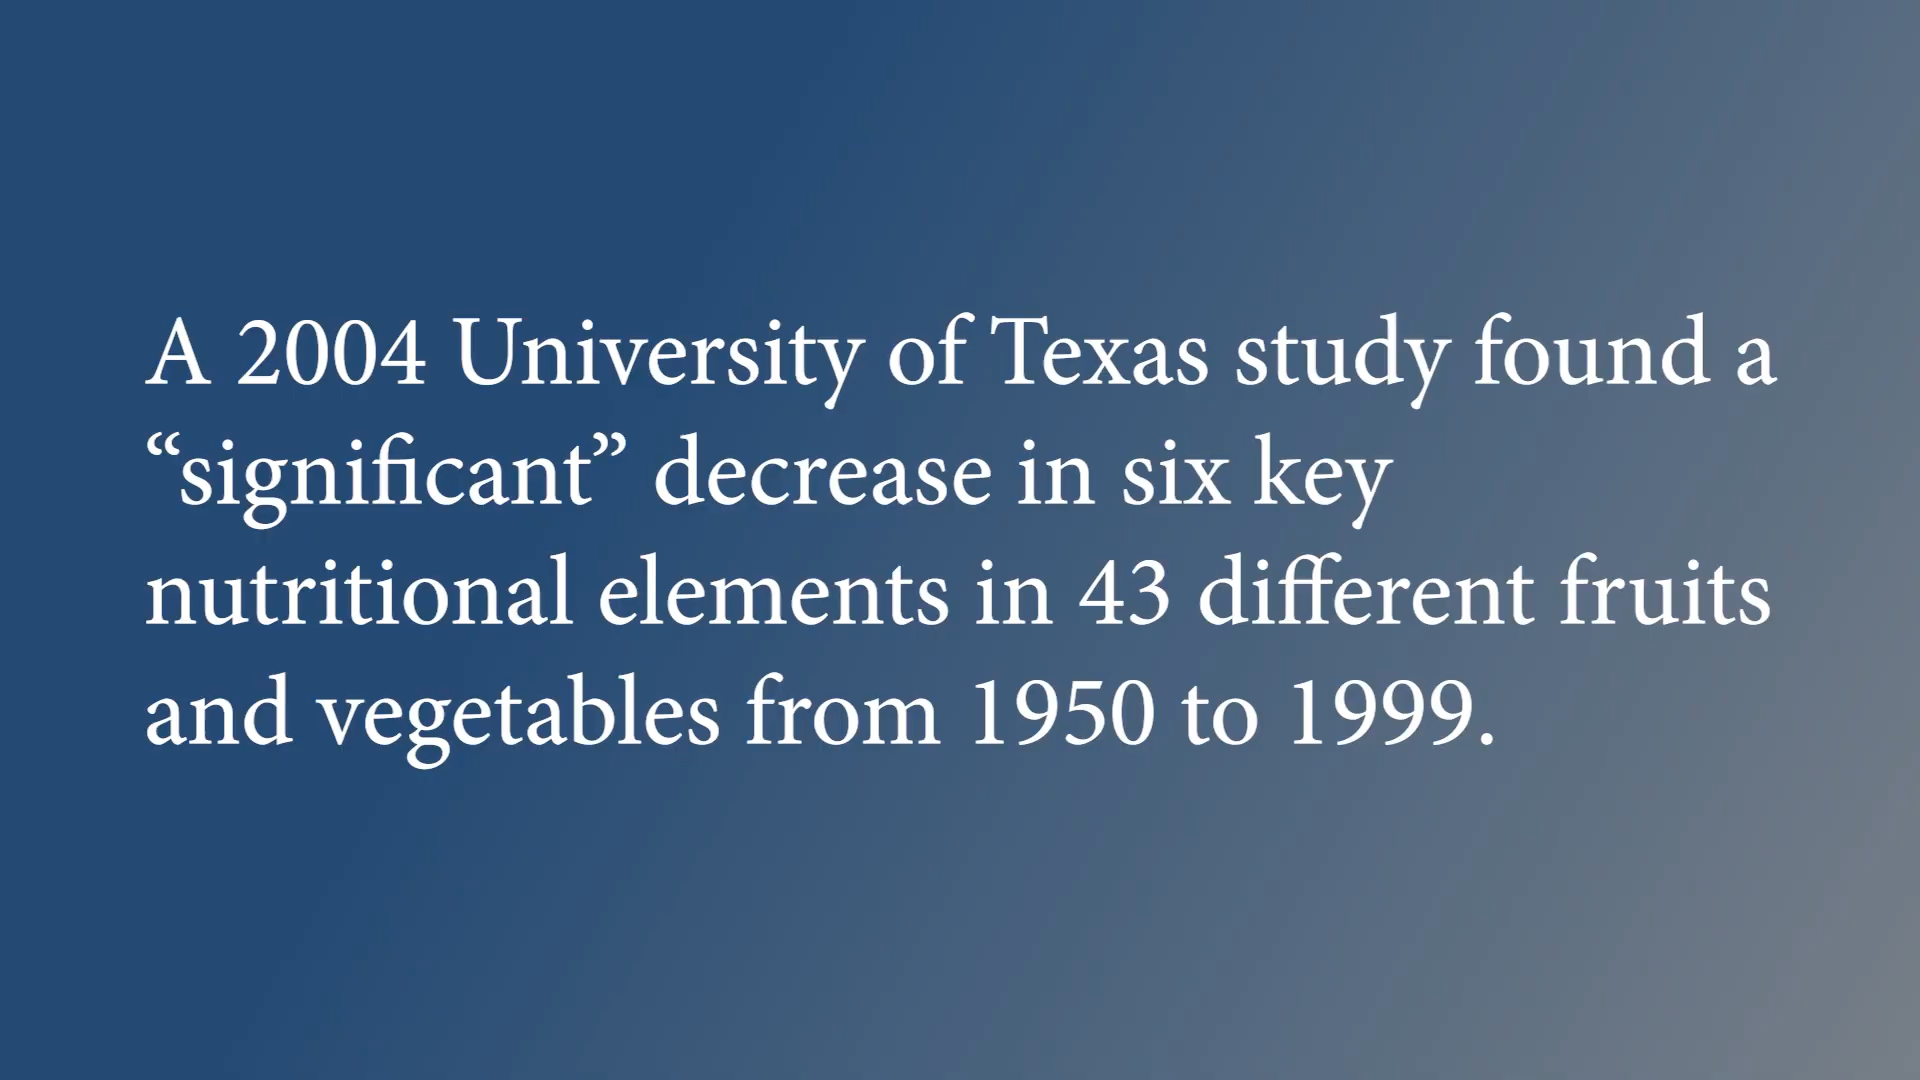 A 2004 University of Texas study found a
“significant” decrease in six key
nutritional elements in 43 different fruits
and vegetables from 1950 to 1999.